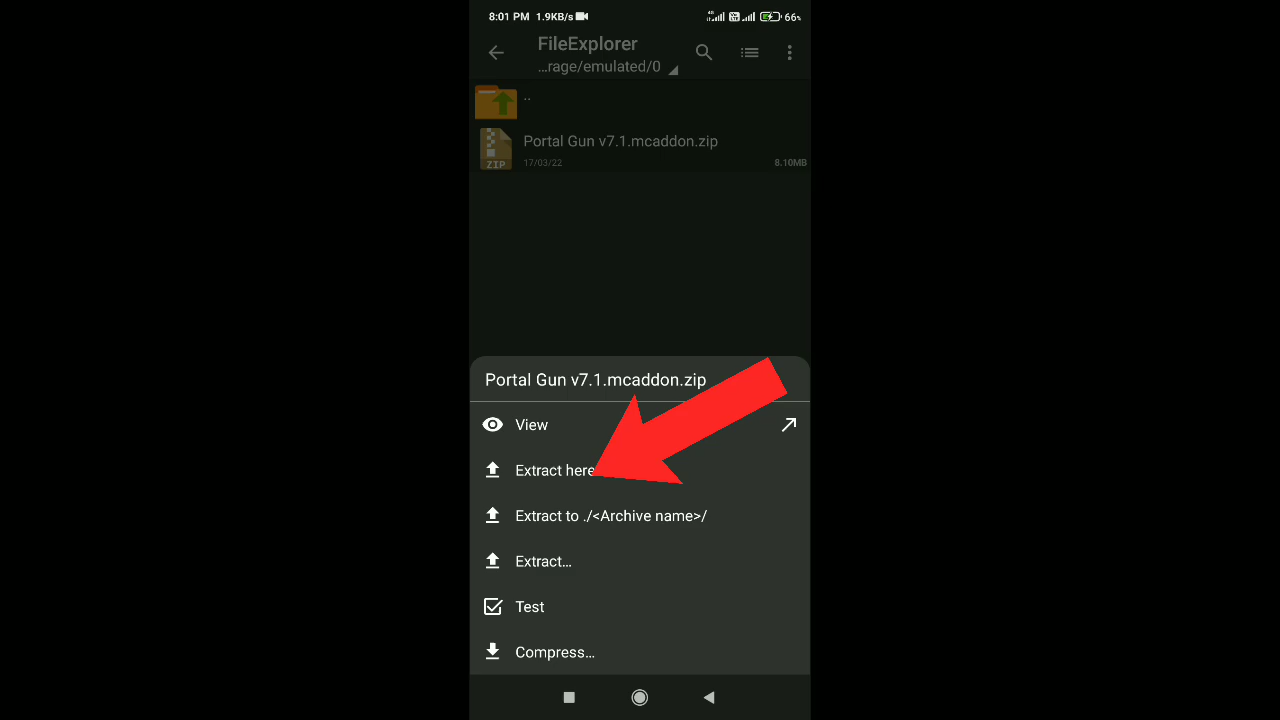 8:01 PM 1.9KB/s 4G 66%
FileExplorer
...rage/emulated/0
..
Portal Gun v7.1.mcaddon.zip
ZIP 17/03/22 8.10MB
Portal Gun v7.1.mcaddon.zip
View
Extract here
Extract to ./<Archive name>/
Extract...
Test
Compress...